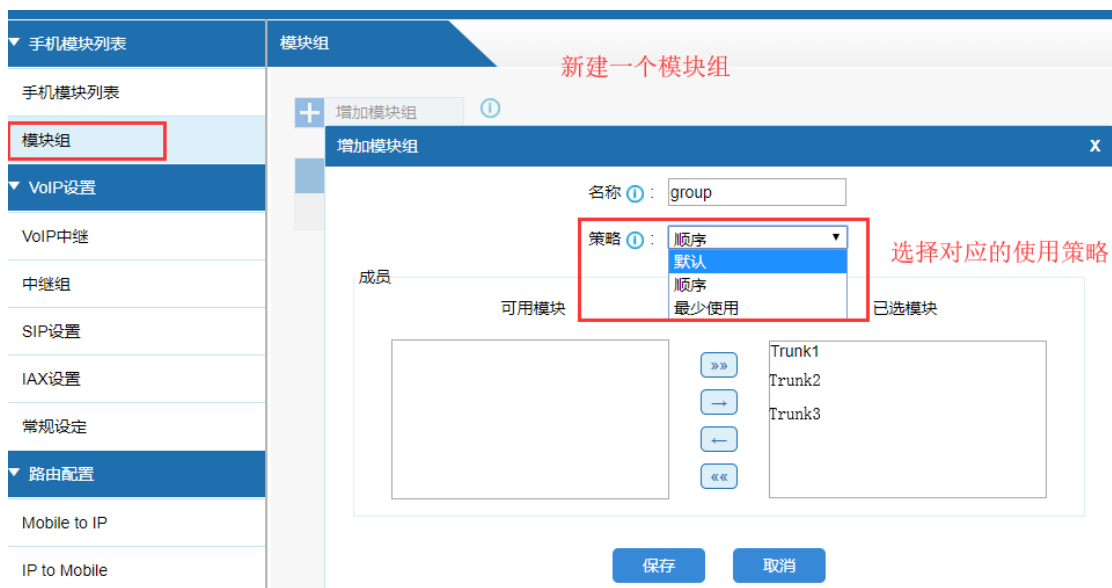 手机模块列表
手机模块列表
模块组
VoIP设置
VoIP中继
中继组
SIP设置
IAX设置
常规设定
路由配置
Mobile to IP
IP to Mobile
模块组
新建一个模块组
增加模块组
增加模块组 X
名称 : group
策略 : 顺序
默认
顺序
最少使用
选择对应的使用策略
成员
可用模块 已选模块
Trunk1
Trunk2
Trunk3
»»
→
←
««
保存 取消